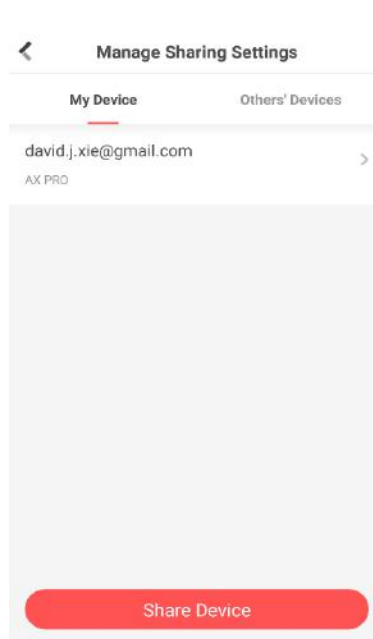 Manage Sharing Settings
My Device Others' Devices
david.j.xie@gmail.com
AX PRO
Share Device